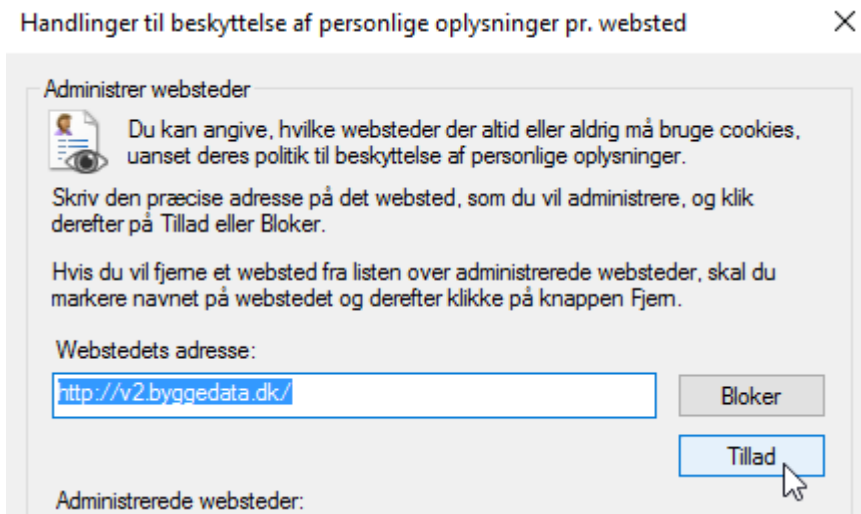 Handlinger til beskyttelse af personlige oplysninger pr. websted
Administrer websteder
Du kan angive, hvilke websteder der altid eller aldrig må bruge cookies,
uanset deres politik til beskyttelse af personlige oplysninger.
Skriv den præcise adresse på det websted, som du vil administrere, og klik
derefter på Tillad eller Bloker.
Hvis du vil fjerne et websted fra listen over administrerede websteder, skal du
markere navnet på webstedet og derefter klikke på knappen Fjern.
Webstedets adresse:
http://v2.byggedata.dk/
Bloker
Tillad
Administrerede websteder: